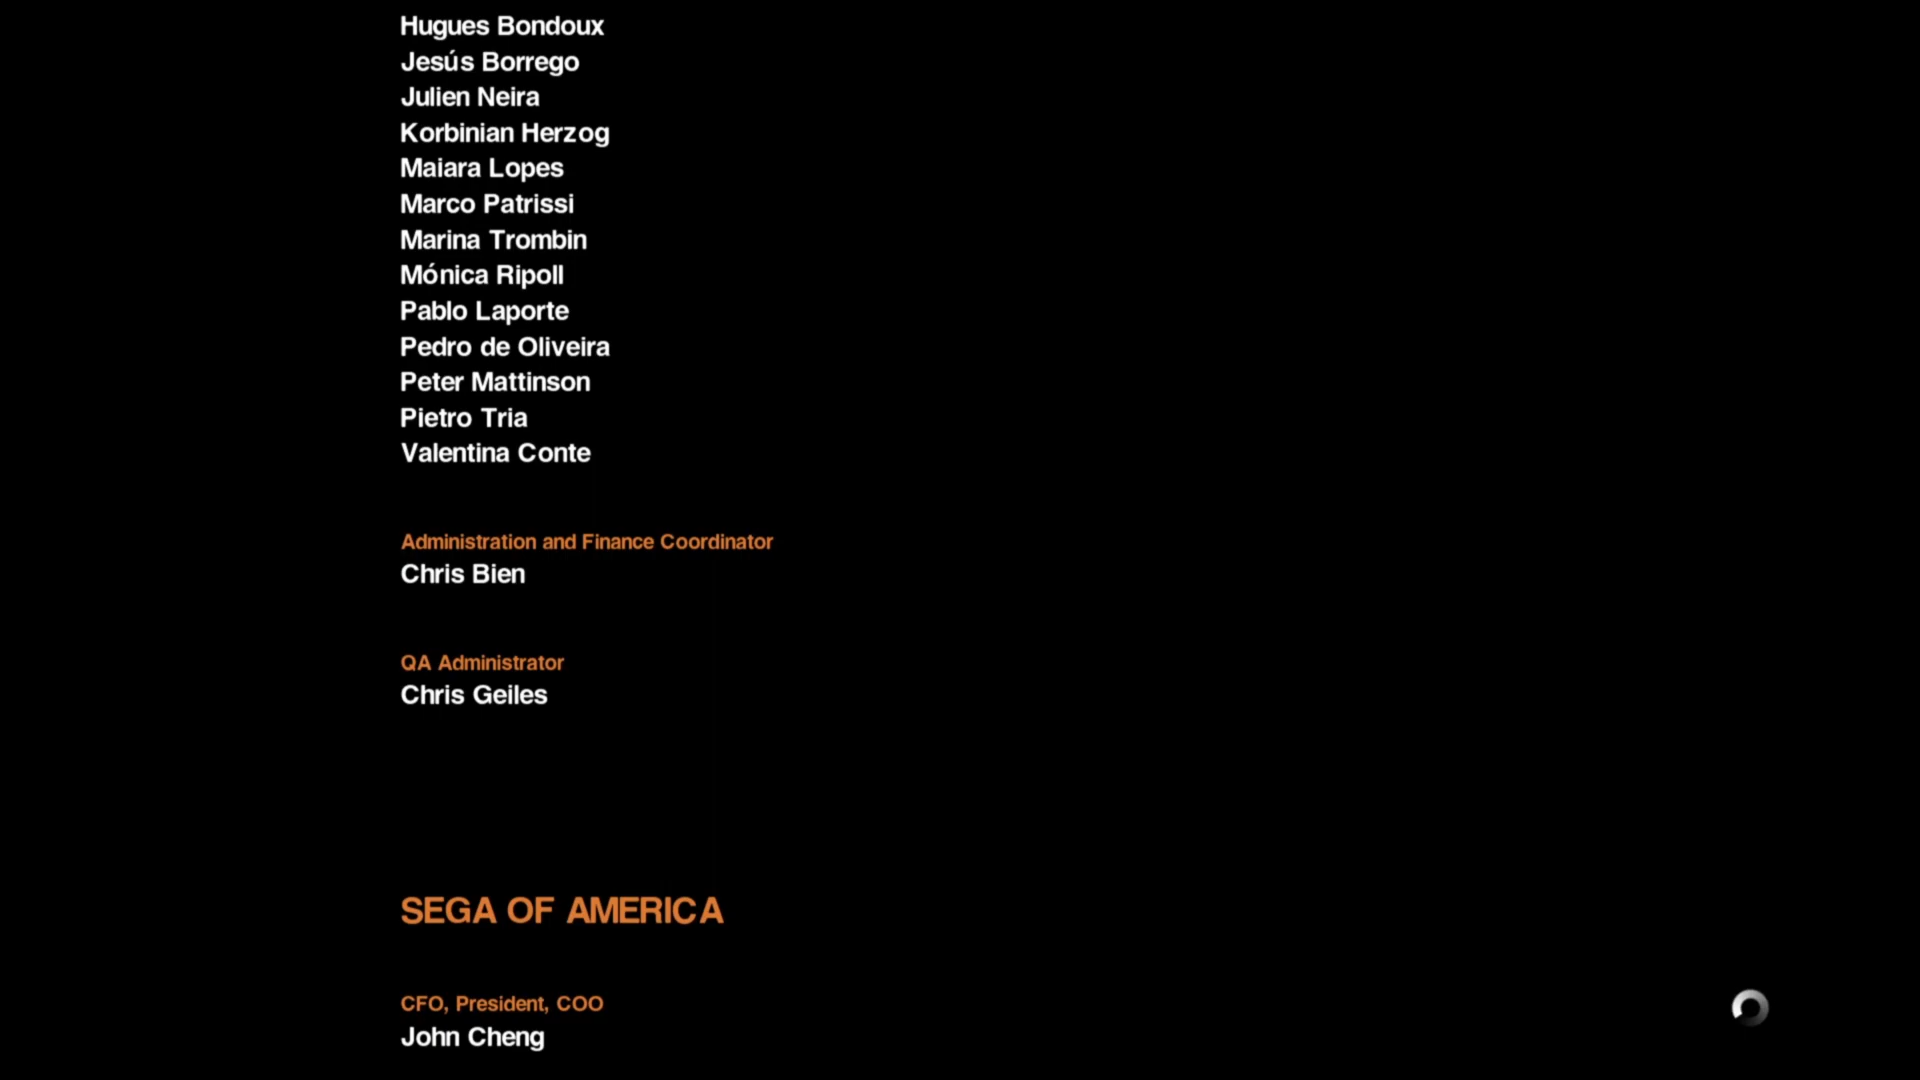 Hugues Bondoux
Jesús Borrego
Julien Neira
Korbinian Herzog
Maiara Lopes
Marco Patrissi
Marina Trombin
Mónica Ripoll
Pablo Laporte
Pedro de Oliveira
Peter Mattinson
Pietro Tria
Valentina Conte
Administration and Finance Coordinator
Chris Bien
QA Administrator
Chris Geiles
SEGA OF AMERICA
CFO, President, COO
John Cheng